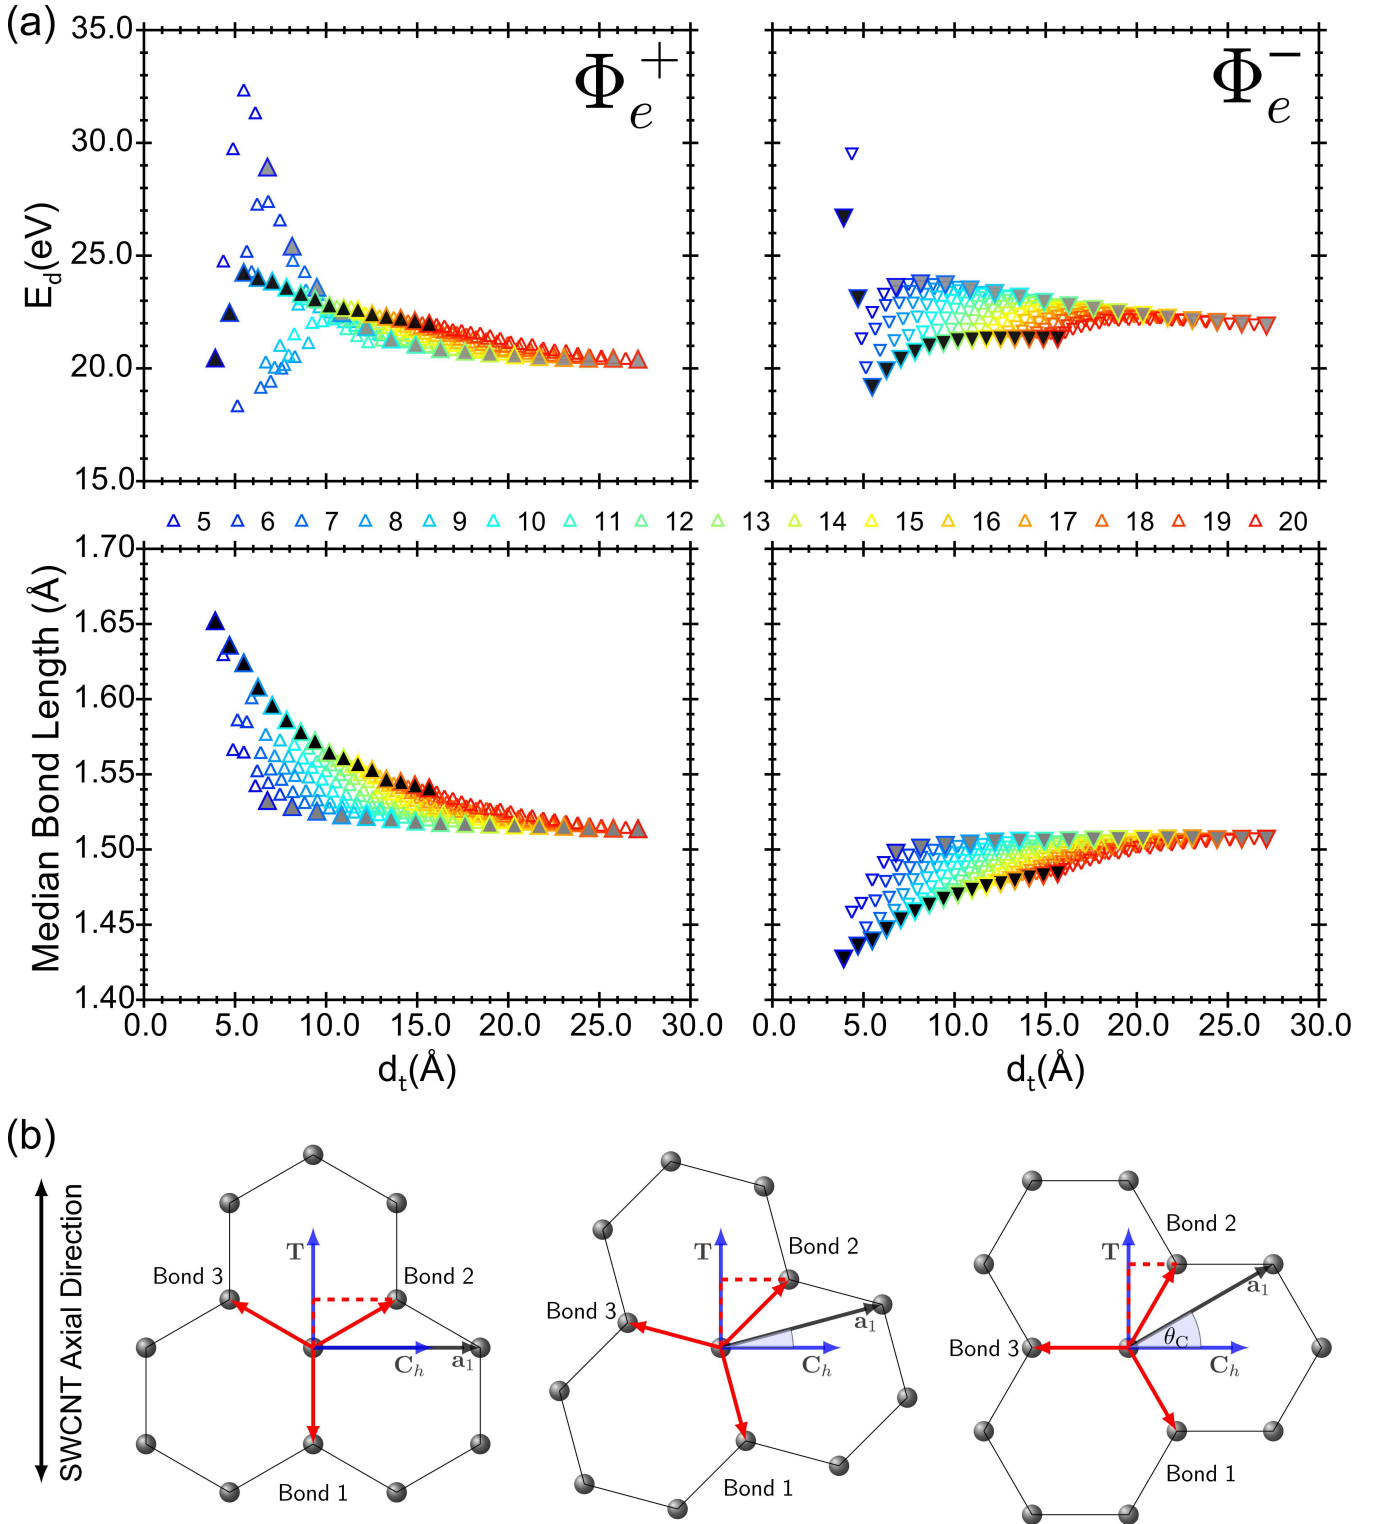 (a)
35.0
30.0
25.0
20.0
15.0
E_d(eV)
Φ_e^+
Φ_e^-
5 6 7 8 9 10 11 12 13 14 15 16 17 18 19 20
1.70
1.65
1.60
1.55
1.50
1.45
1.40
Median Bond Length (Å)
0.0 5.0 10.0 15.0 20.0 25.0 30.0
0.0 5.0 10.0 15.0 20.0 25.0 30.0
d_t(Å)
d_t(Å)
(b)
SWCNT Axial Direction
T
Bond 3
Bond 2
C_h
a_1
Bond 1
T
Bond 2
Bond 3
a_1
C_h
Bond 1
T
Bond 2
a_1
θ_C
Bond 3
C_h
Bond 1